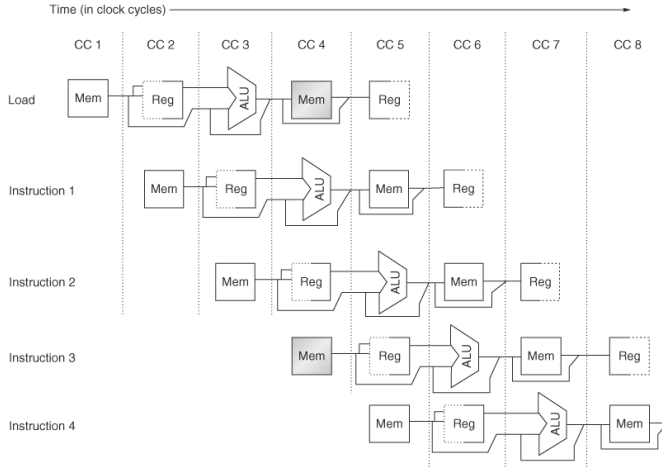 Time (in clock cycles)
CC 1 CC 2 CC 3 CC 4 CC 5 CC 6 CC 7 CC 8
Load Mem Reg ALU Mem Reg
Instruction 1 Mem Reg ALU Mem Reg
Instruction 2 Mem Reg ALU Mem Reg
Instruction 3 Mem Reg ALU Mem Reg
Instruction 4 Mem Reg ALU Mem